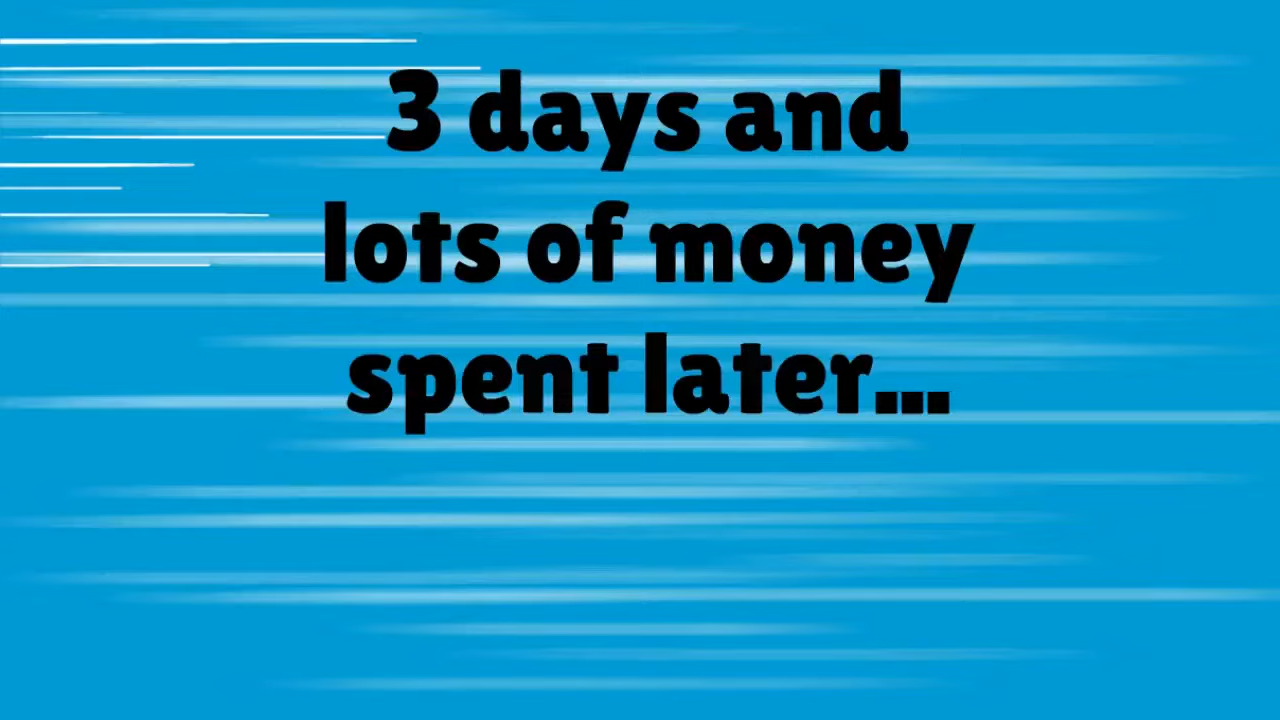 3 days and
lots of money
spent later...